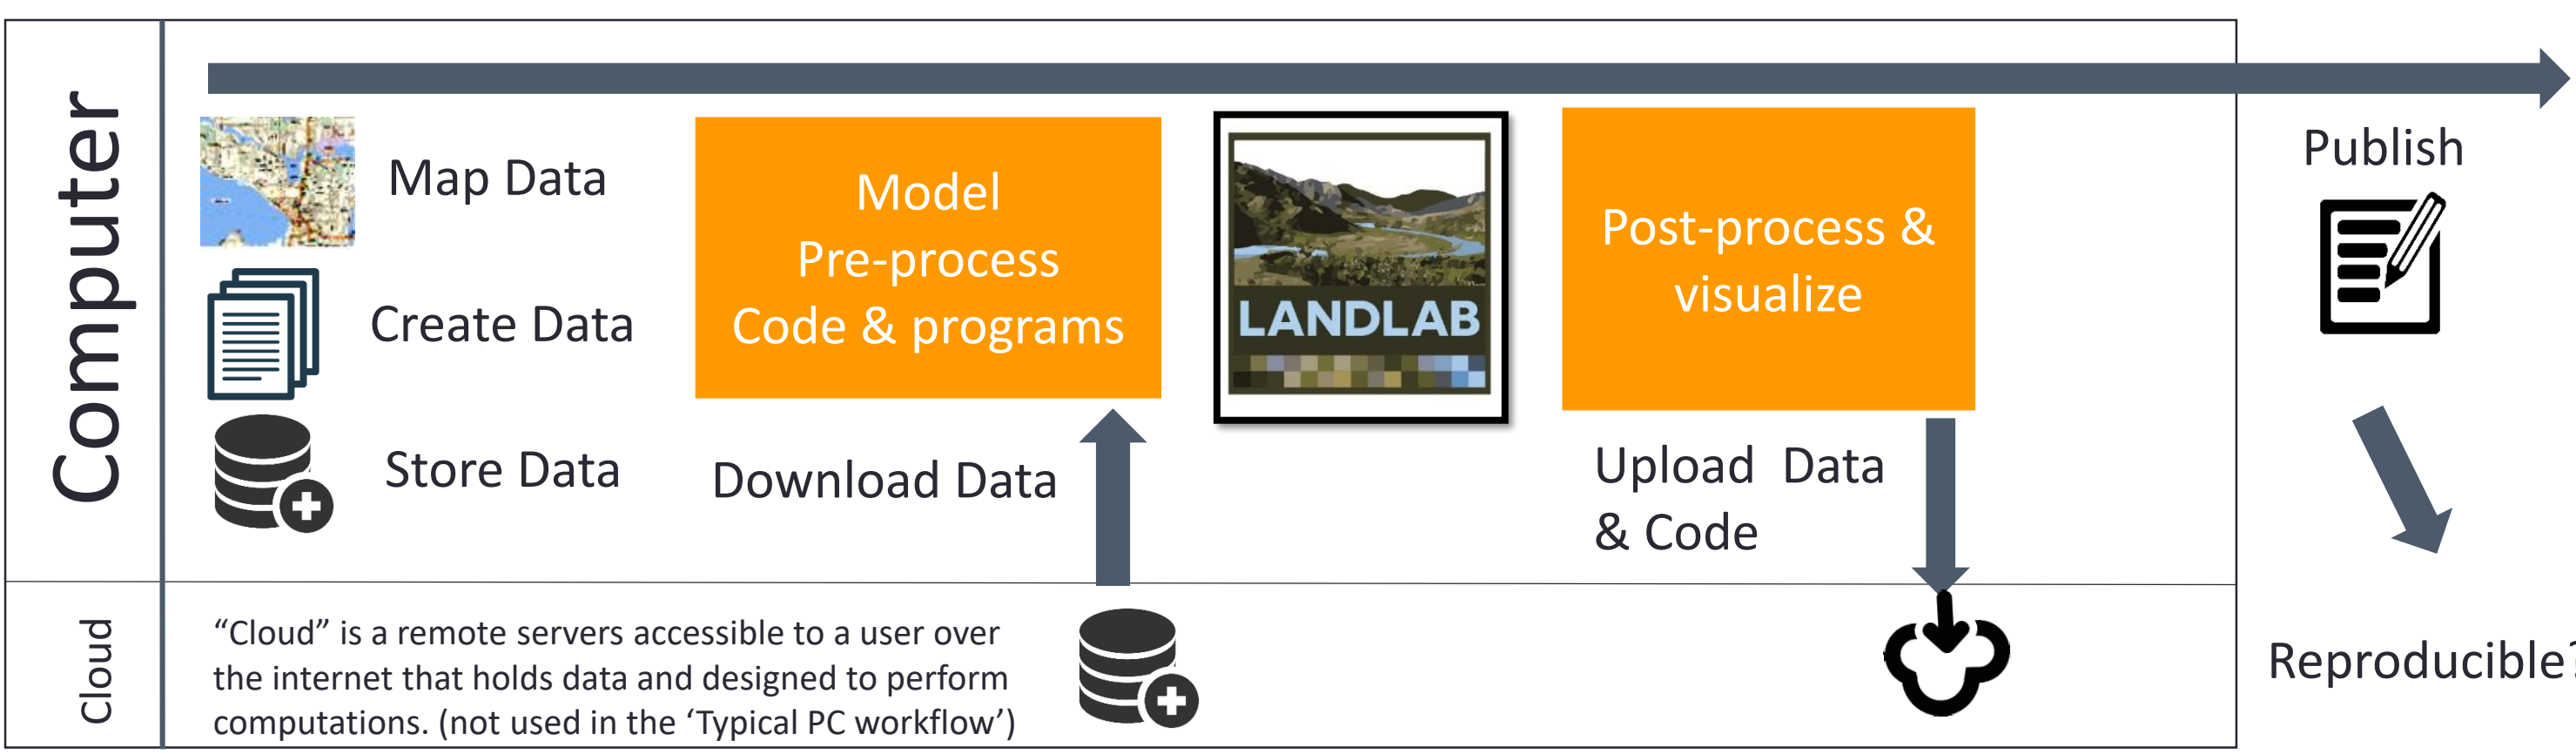 Computer
Map Data
Create Data
Store Data
Model
Pre-process
Code & programs
Download Data
LANDLAB
Post-process &
visualize
Upload Data
& Code
Publish
Reproducible?
Cloud
“Cloud” is a remote servers accessible to a user over
the internet that holds data and designed to perform
computations. (not used in the ‘Typical PC workflow’)